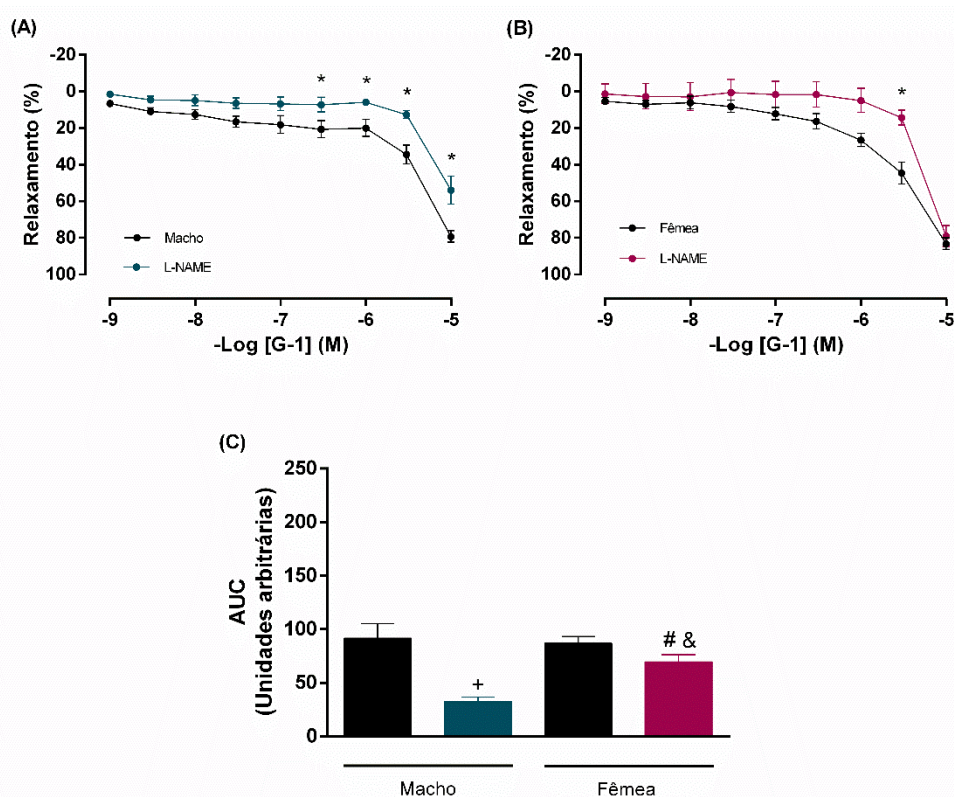 (A)
-20
0
20
40
60
80
100
Relaxamento (%)
* * * *
Macho
L-NAME
-9 -8 -7 -6 -5
-Log [G-1] (M)
(B)
-20
0
20
40
60
80
100
Relaxamento (%)
*
Fêmea
L-NAME
-9 -8 -7 -6 -5
-Log [G-1] (M)
(C)
250
200
150
100
50
0
AUC
(Unidades arbitrárias)
+
# &
Macho Fêmea